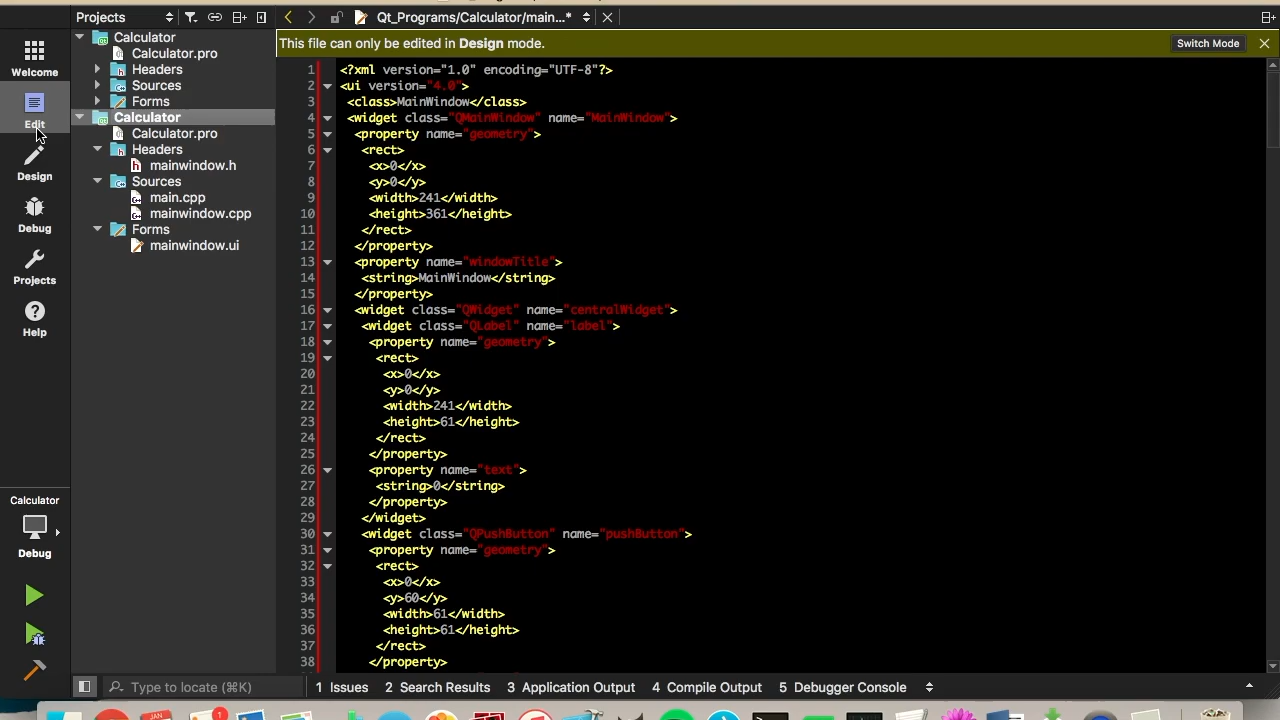 Projects
Qt_Programs/Calculator/main...*
This file can only be edited in Design mode.
Switch Mode
Welcome
Edit
Design
Debug
Projects
Help
Calculator
Debug
Calculator
Calculator.pro
Headers
Sources
Forms
Calculator
Calculator.pro
Headers
mainwindow.h
Sources
main.cpp
mainwindow.cpp
Forms
mainwindow.ui
1 <?xml version="1.0" encoding="UTF-8"?>
2 <ui version="4.0">
3 <class>MainWindow</class>
4 <widget class="QMainWindow" name="MainWindow">
5 <property name="geometry">
6 <rect>
7 <x>0</x>
8 <y>0</y>
9 <width>241</width>
10 <height>361</height>
11 </rect>
12 </property>
13 <property name="windowTitle">
14 <string>MainWindow</string>
15 </property>
16 <widget class="QWidget" name="centralWidget">
17 <widget class="QLabel" name="label">
18 <property name="geometry">
19 <rect>
20 <x>0</x>
21 <y>0</y>
22 <width>241</width>
23 <height>61</height>
24 </rect>
25 </property>
26 <property name="text">
27 <string>0</string>
28 </property>
29 </widget>
30 <widget class="QPushButton" name="pushButton">
31 <property name="geometry">
32 <rect>
33 <x>0</x>
34 <y>60</y>
35 <width>61</width>
36 <height>61</height>
37 </rect>
38 </property>
Type to locate (⌘K)
1 Issues
2 Search Results
3 Application Output
4 Compile Output
5 Debugger Console
JAN
1